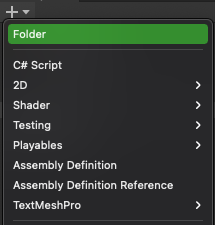 Folder
C# Script
2D
Shader
Testing
Playables
Assembly Definition
Assembly Definition Reference
TextMeshPro